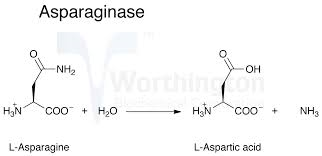 Asparaginase
Worthington
O
NH₂
H₃N⁺
COO⁻
+
H₂O
O
OH
H₃N⁺
COO⁻
+
NH₃
L-Asparagine
L-Aspartic acid